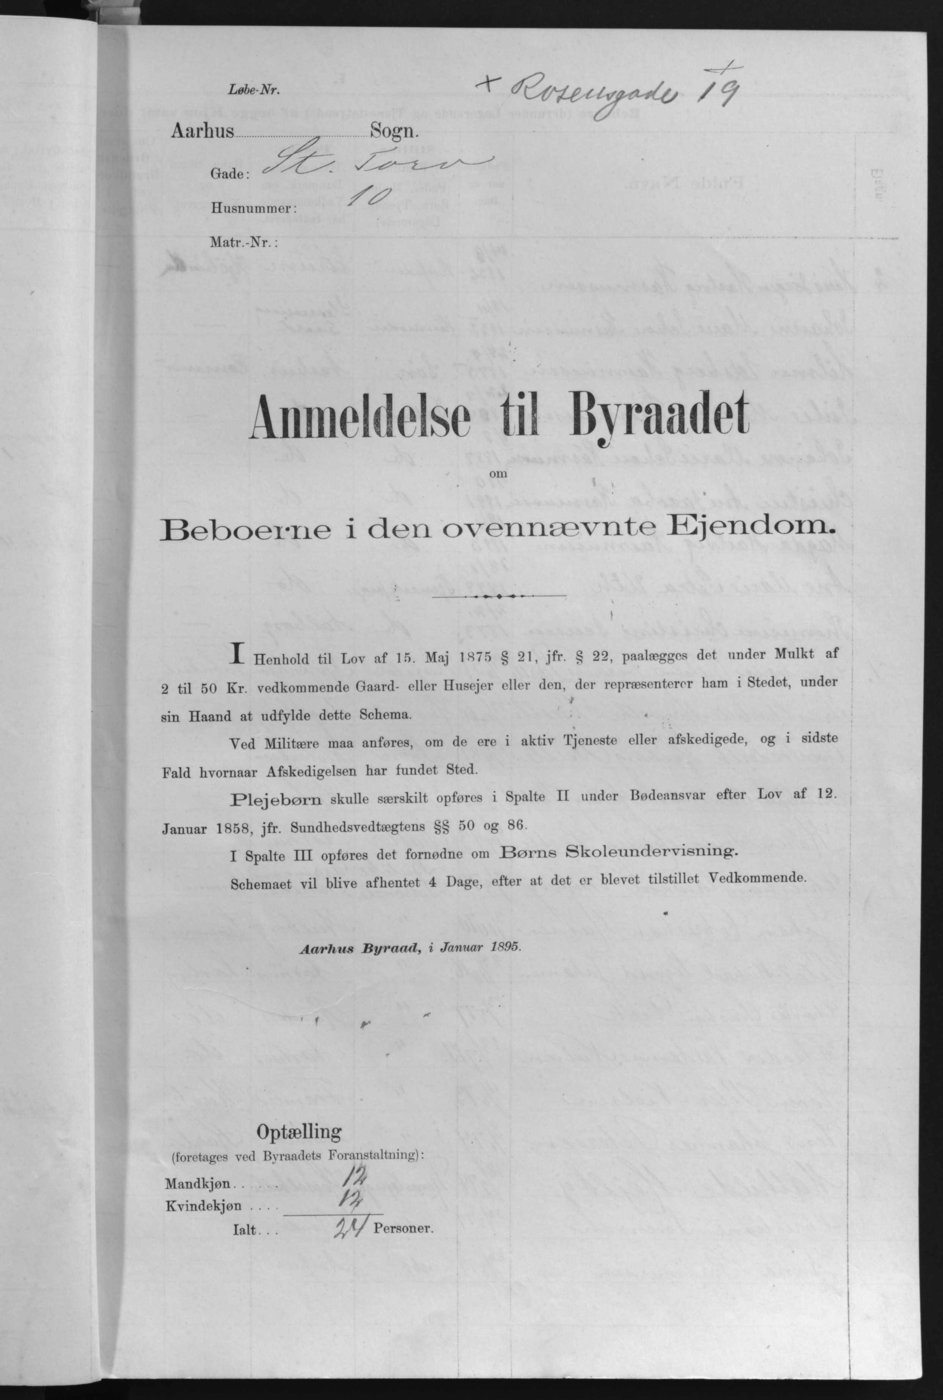 Løbe-Nr.
+ Rosensgade 19
Aarhus Sogn.
Gade: St. Torv
Husnummer: 10
Matr.-Nr.:
Anmeldelse til Byraadet
om
Beboerne i den ovennævnte Ejendom.
I Henhold til Lov af 15. Maj 1875 § 21, jfr. § 22, paalægges det under Mulkt af
2 til 50 Kr. vedkommende Gaard- eller Husejer eller den, der repræsenterer ham i Stedet, under
sin Haand at udfylde dette Schema.
Ved Militære maa anføres, om de ere i aktiv Tjeneste eller afskedigede, og i sidste
Fald hvornaar Afskedigelsen har fundet Sted.
Plejebørn skulle særskilt opføres i Spalte II under Bødeansvar efter Lov af 12.
Januar 1858, jfr. Sundhedsvedtægtens §§ 50 og 86.
I Spalte III opføres det fornødne om Børns Skoleundervisning.
Schemaet vil blive afhentet 4 Dage, efter at det er blevet tilstillet Vedkommende.
Aarhus Byraad, i Januar 1895.
Optælling
(foretages ved Byraadets Foranstaltning):
Mandkjøn...... 12
Kvindekjøn .... 12
Ialt... 24 Personer.